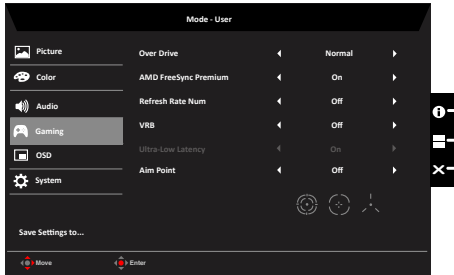 Mode - User
Picture
Color
Audio
Gaming
OSD
System
Over Drive Normal
AMD FreeSync Premium On
Refresh Rate Num Off
VRB Off
Ultra-Low Latency On
Aim Point Off
Save Settings to...
Move Enter